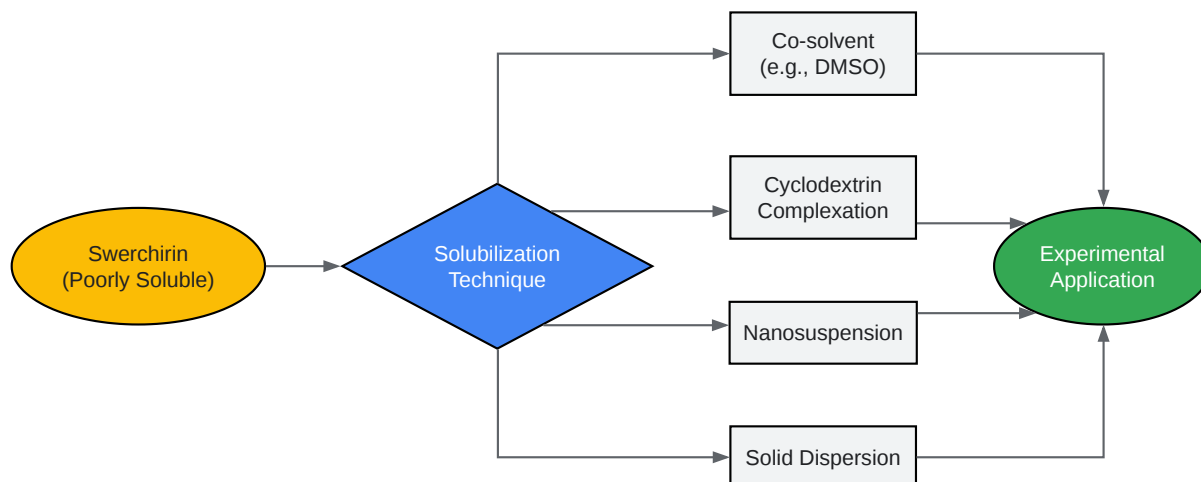 Swerchirin
(Poorly Soluble)
Solubilization
Technique
Co-solvent
(e.g., DMSO)
Cyclodextrin
Complexation
Nanosuspension
Solid Dispersion
Experimental
Application